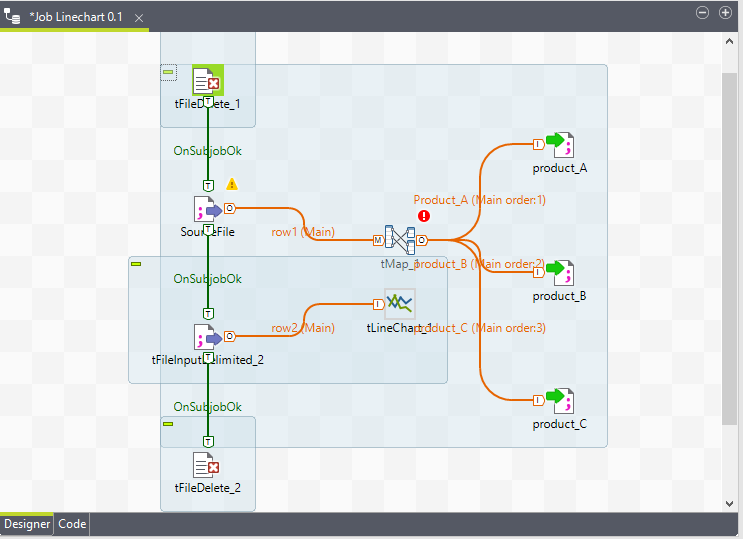 *Job Linechart 0.1
tFileDelete_1
OnSubjobOk
product_A
Product_A (Main order:1)
SourceFile
row1 (Main)
tMap_1
product_B (Main order:2)
OnSubjobOk
product_B
row2 (Main)
tLineChart_1
product_C (Main order:3)
tFileInputDelimited_2
OnSubjobOk
product_C
tFileDelete_2
Designer
Code